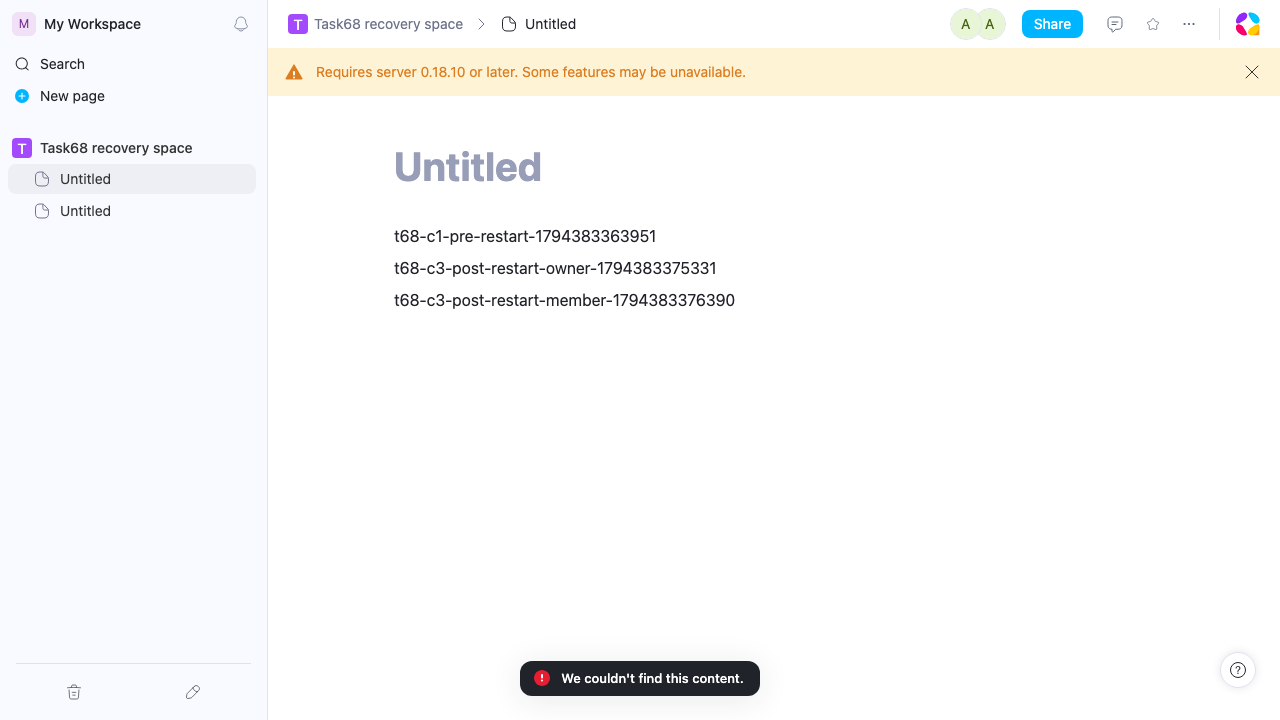 M My Workspace
Search
New page
T Task68 recovery space
Untitled
Untitled
T Task68 recovery space > Untitled
A A
Share
Requires server 0.18.10 or later. Some features may be unavailable.
Untitled
t68-c1-pre-restart-1794383363951
t68-c3-post-restart-owner-1794383375331
t68-c3-post-restart-member-1794383376390
We couldn't find this content.